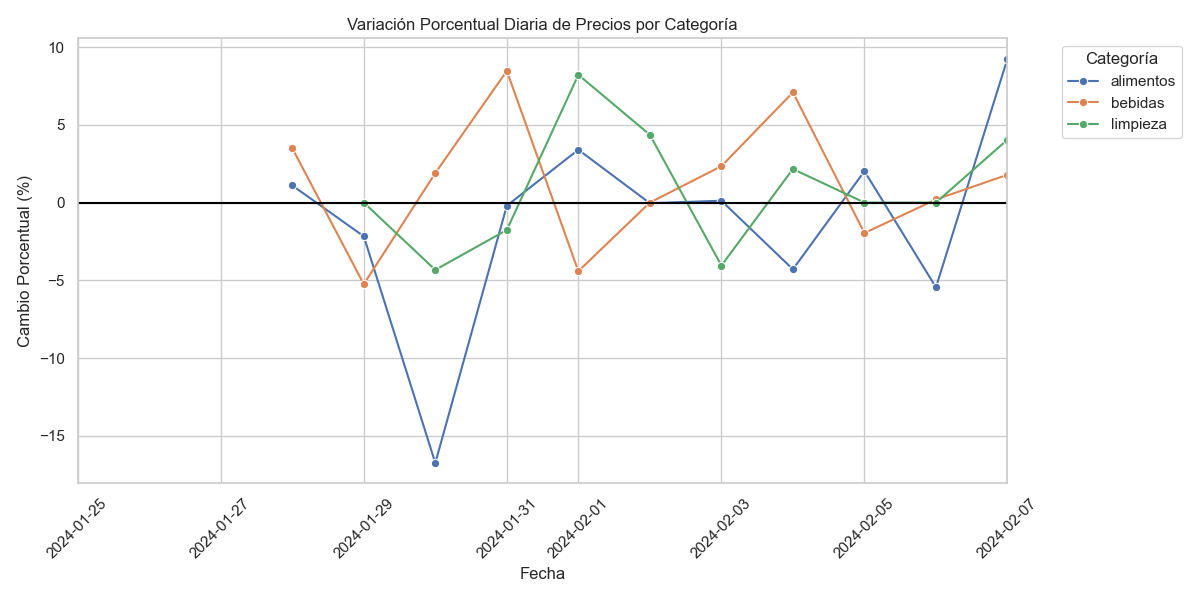 Variación Porcentual Diaria de Precios por Categoría
Cambio Porcentual (%)
10
5
0
−5
−10
−15
2024-01-25
2024-01-27
2024-01-29
2024-01-31
2024-02-01
2024-02-03
2024-02-05
2024-02-07
Fecha
Categoría
alimentos
bebidas
limpieza